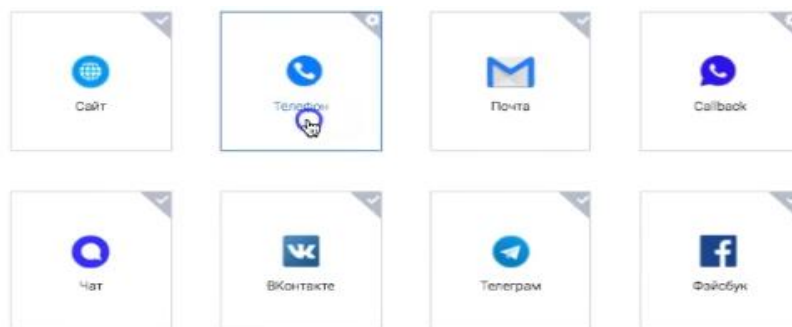 Сайт
Телефон
Почта
Callback
Чат
ВКонтакте
Телеграм
Фэйсбук